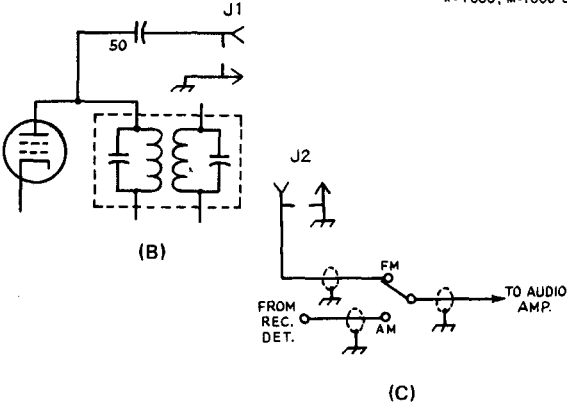 J1
50
(B)
J2
FM
TO AUDIO
AMP.
FROM
REC.
DET.
AM
(C)